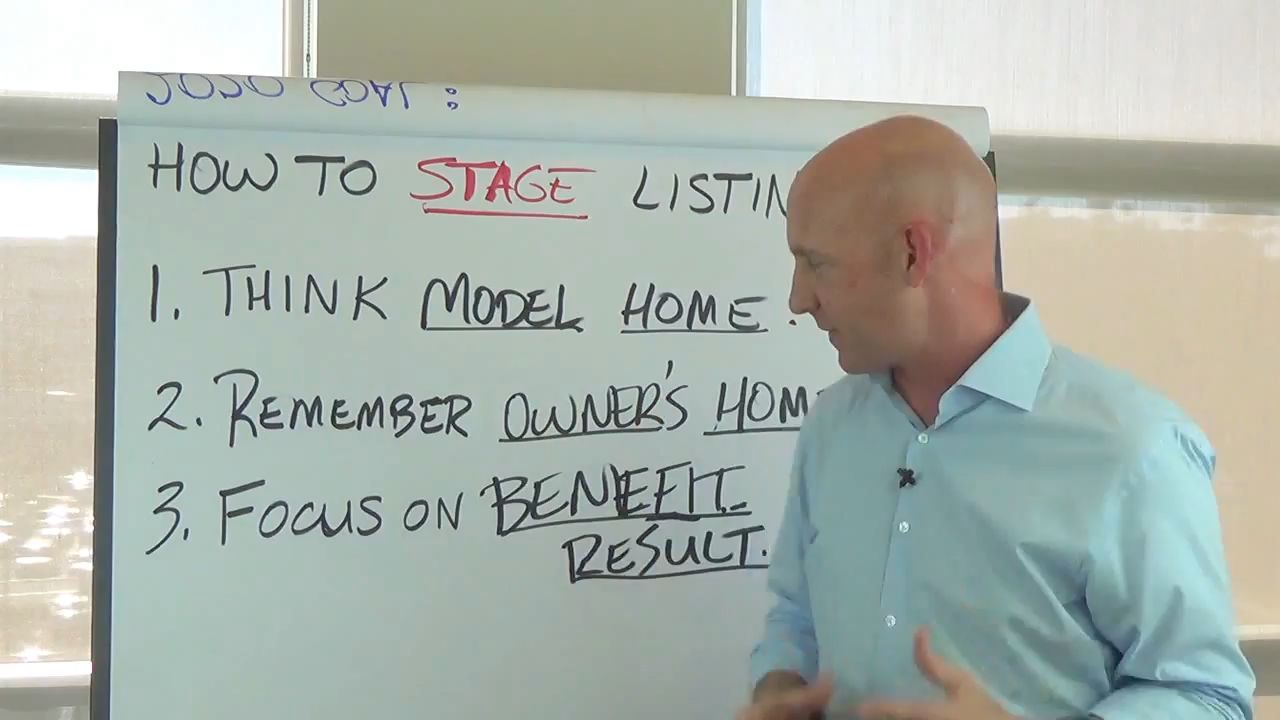 HOW TO STAGE LISTIN
1. THINK MODEL HOME.
2. REMEMBER OWNER'S HOM
3. FOCUS ON BENEFIT
RESULT.